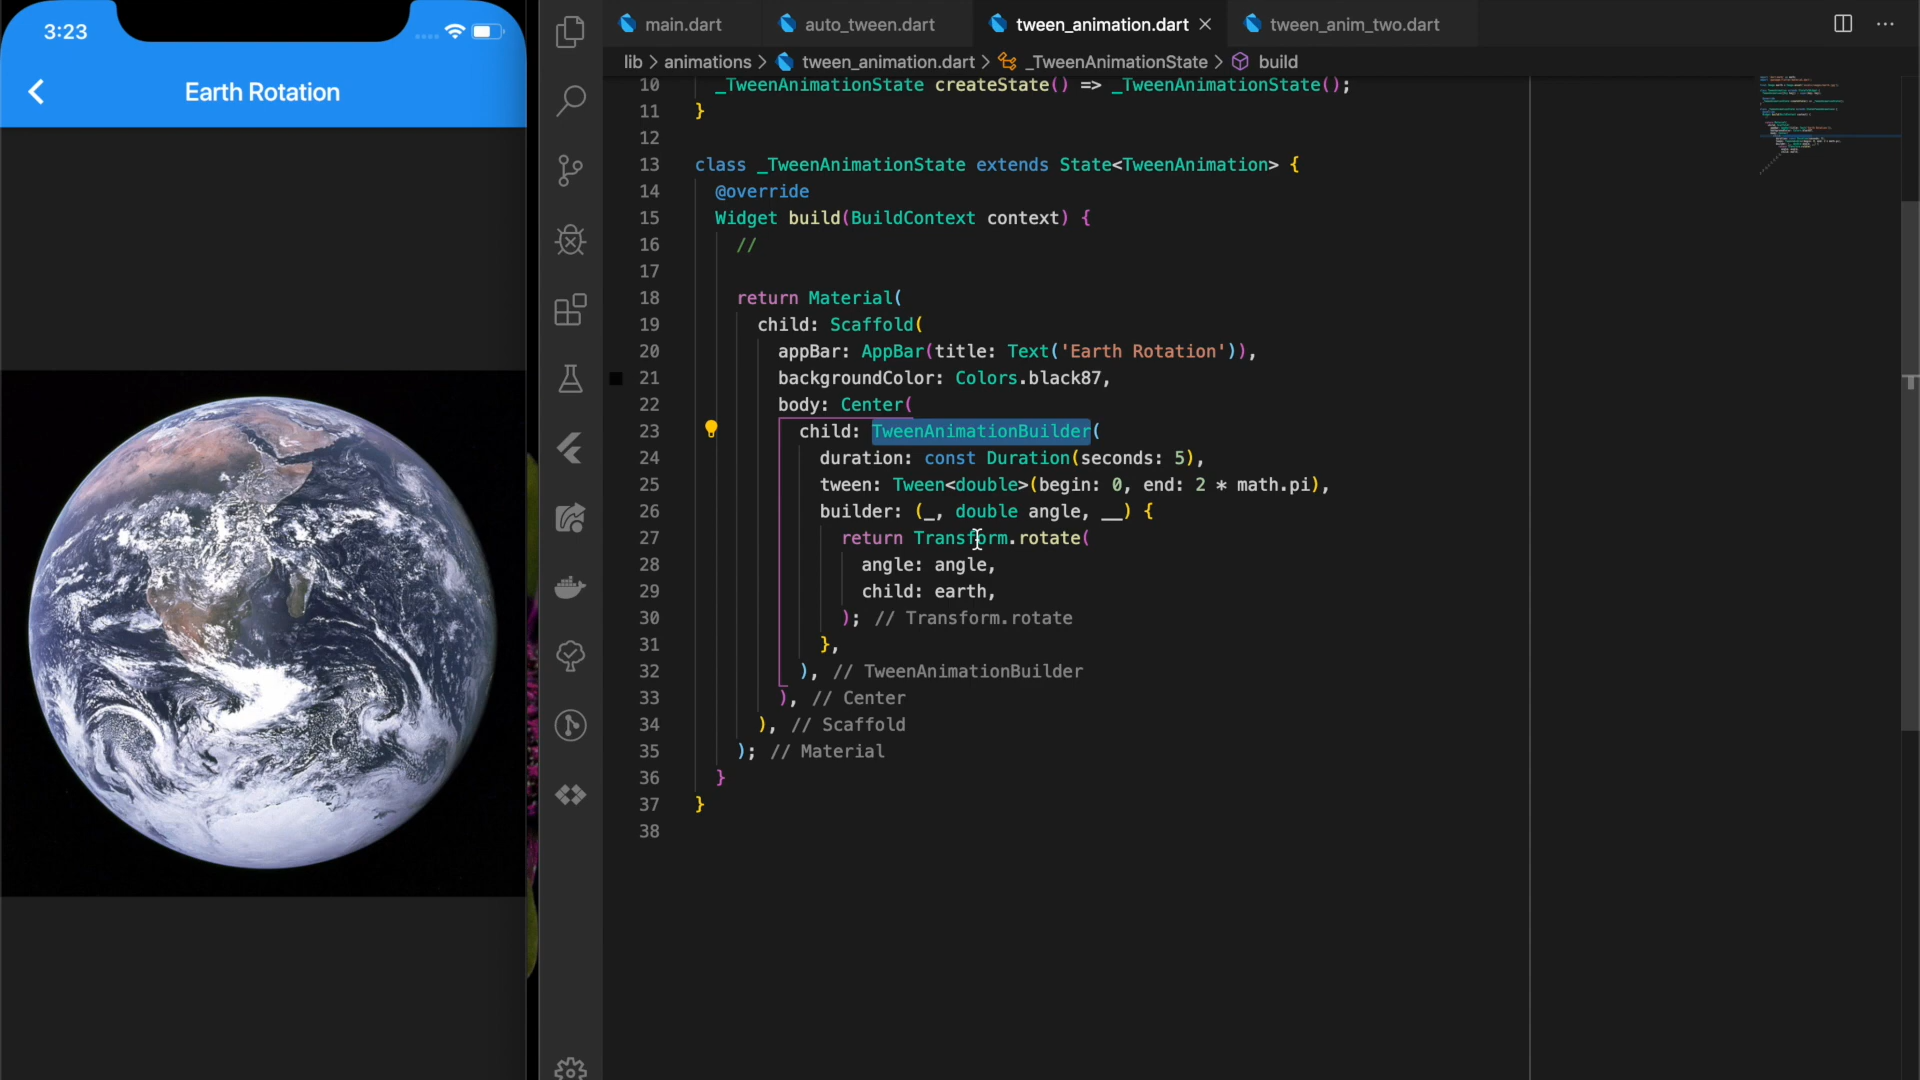 3:23
Earth Rotation
main.dart
auto_tween.dart
tween_animation.dart
tween_anim_two.dart
lib > animations > tween_animation.dart > _TweenAnimationState > build
10 _TweenAnimationState createState() => _TweenAnimationState();
11 }
12
13 class _TweenAnimationState extends State<TweenAnimation> {
14 @override
15 Widget build(BuildContext context) {
16 //
17
18 return Material(
19 child: Scaffold(
20 appBar: AppBar(title: Text('Earth Rotation')),
21 backgroundColor: Colors.black87,
22 body: Center(
23 child: TweenAnimationBuilder(
24 duration: const Duration(seconds: 5),
25 tween: Tween<double>(begin: 0, end: 2 * math.pi),
26 builder: (_, double angle, __) {
27 return Transform.rotate(
28 angle: angle,
29 child: earth,
30 ); // Transform.rotate
31 },
32 ), // TweenAnimationBuilder
33 ), // Center
34 ), // Scaffold
35 ); // Material
36 }
37 }
38